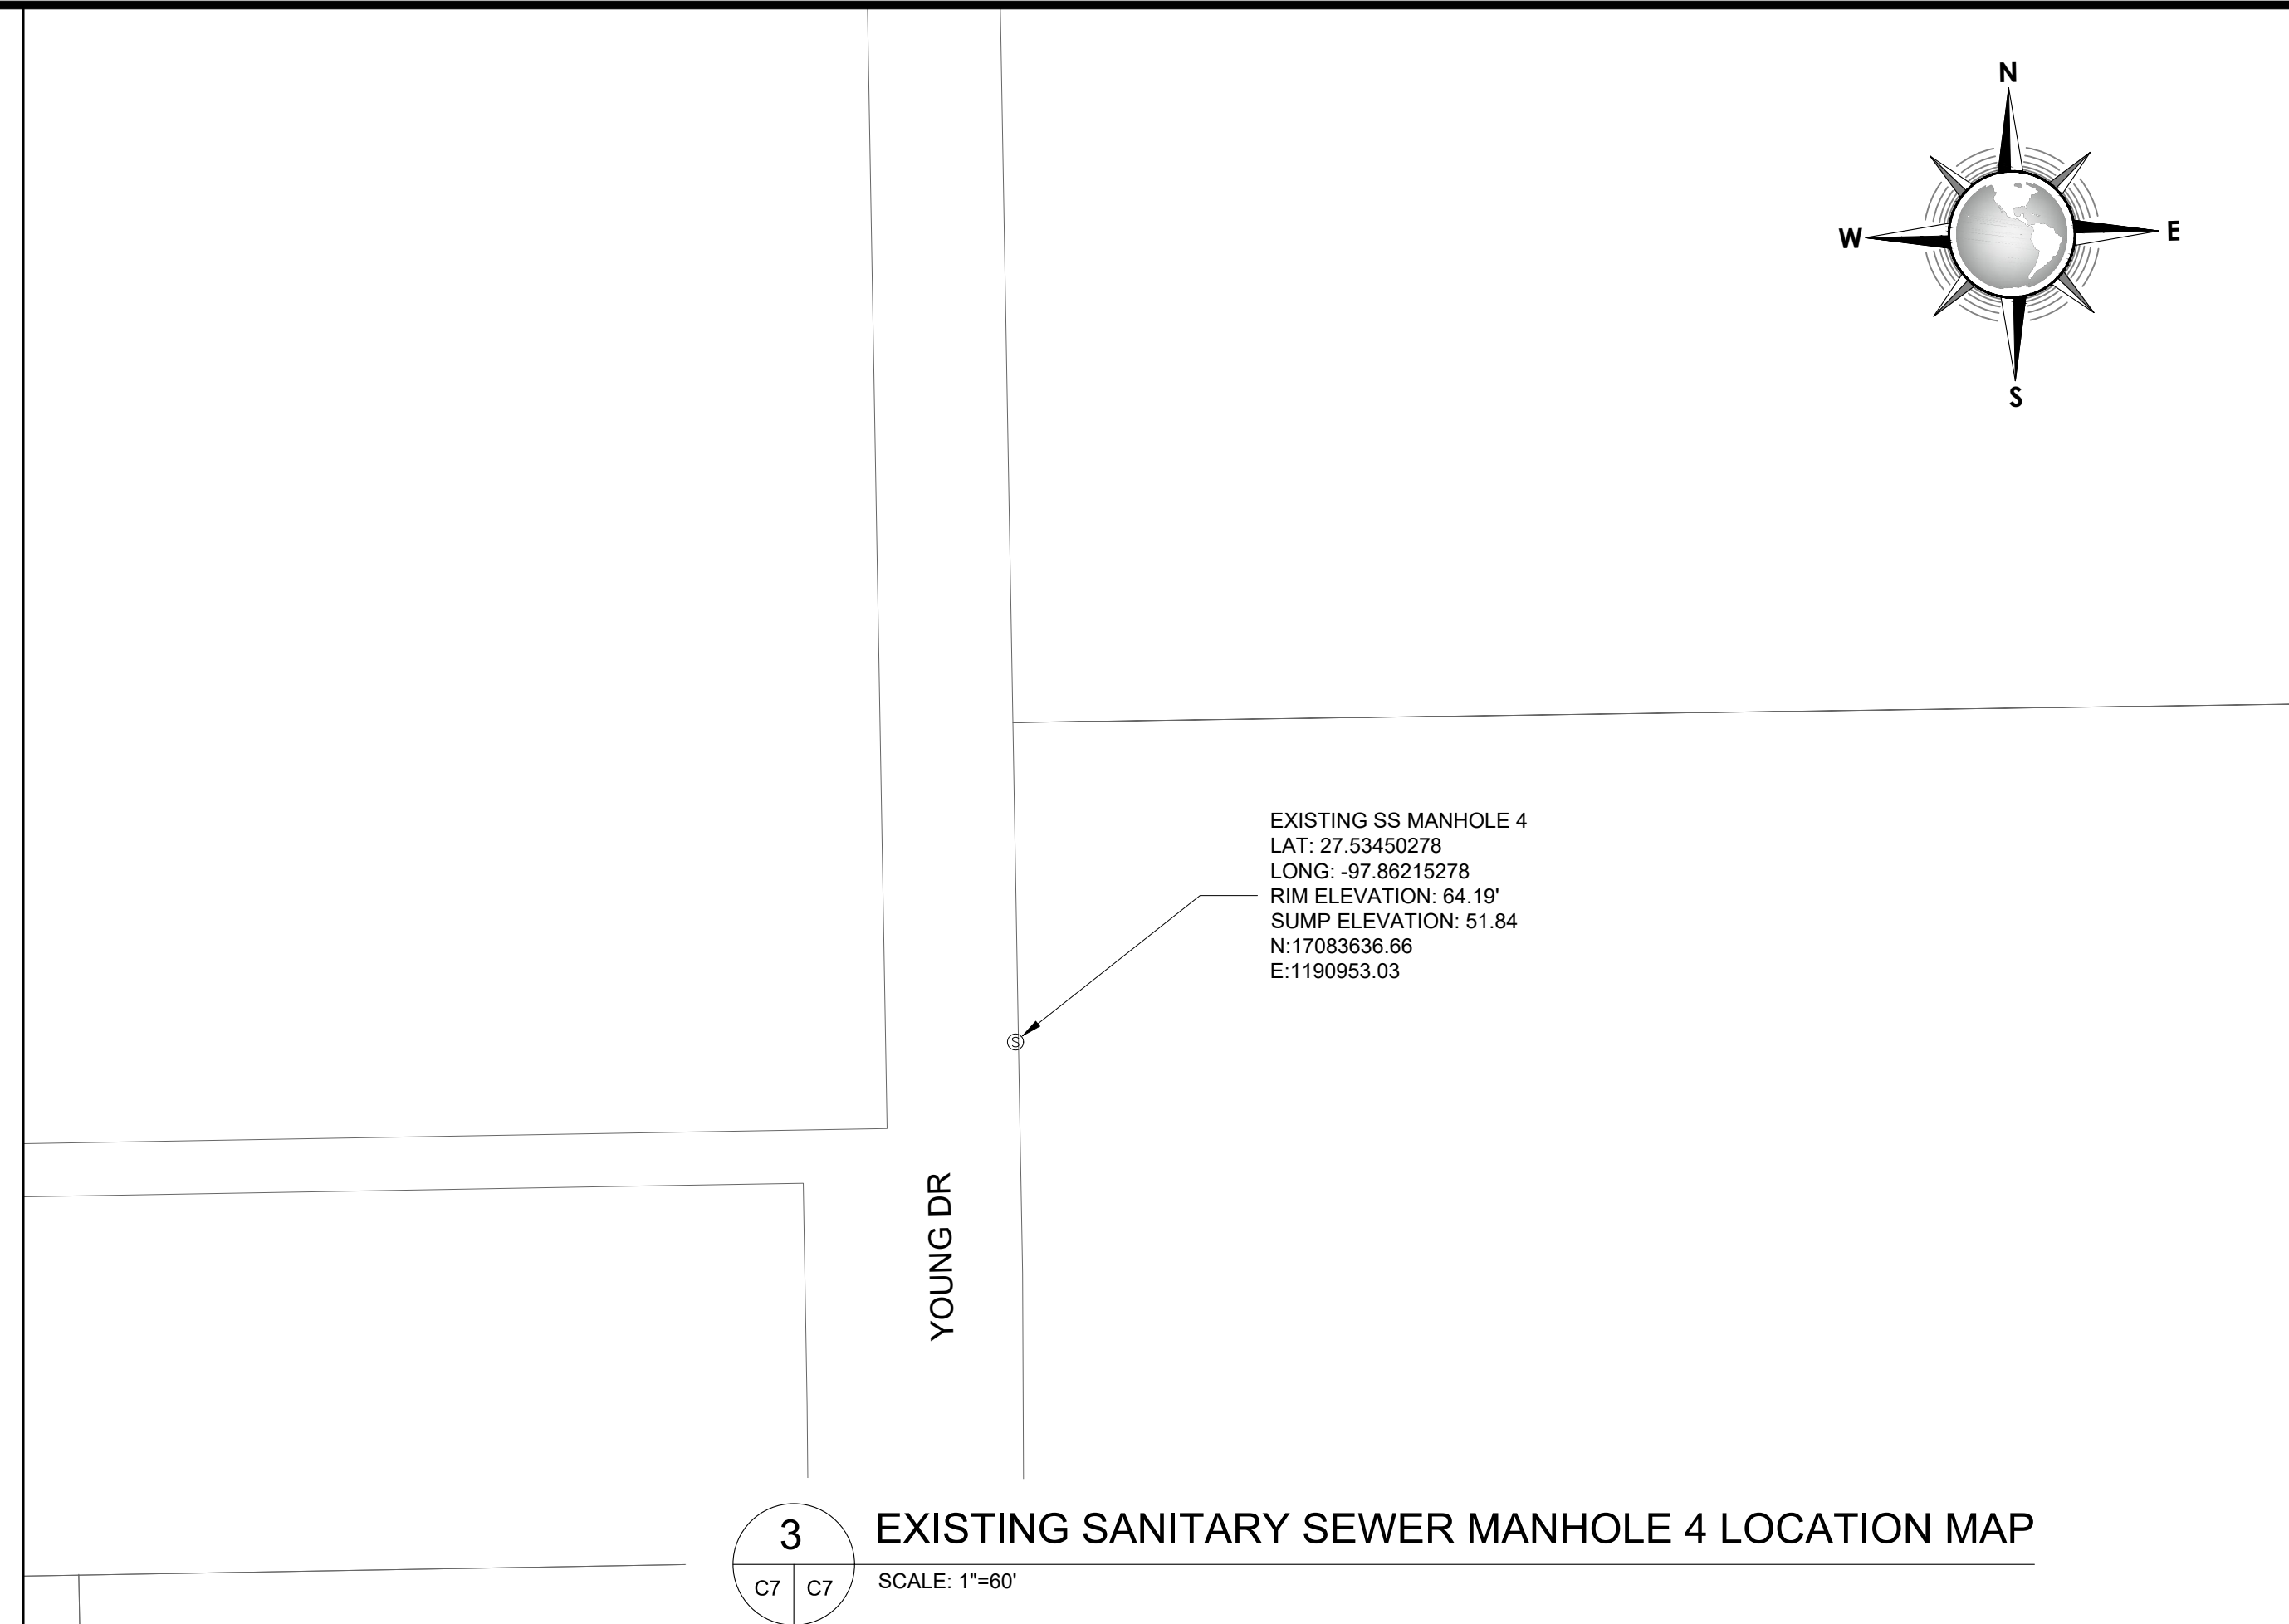 N
W
E
S
EXISTING SS MANHOLE 4
LAT: 27.53450278
LONG: -97.86215278
RIM ELEVATION: 64.19'
SUMP ELEVATION: 51.84
N:17083636.66
E:1190953.03
S
YOUNG DR
3
C7
C7
EXISTING SANITARY SEWER MANHOLE 4 LOCATION MAP
SCALE: 1"=60'